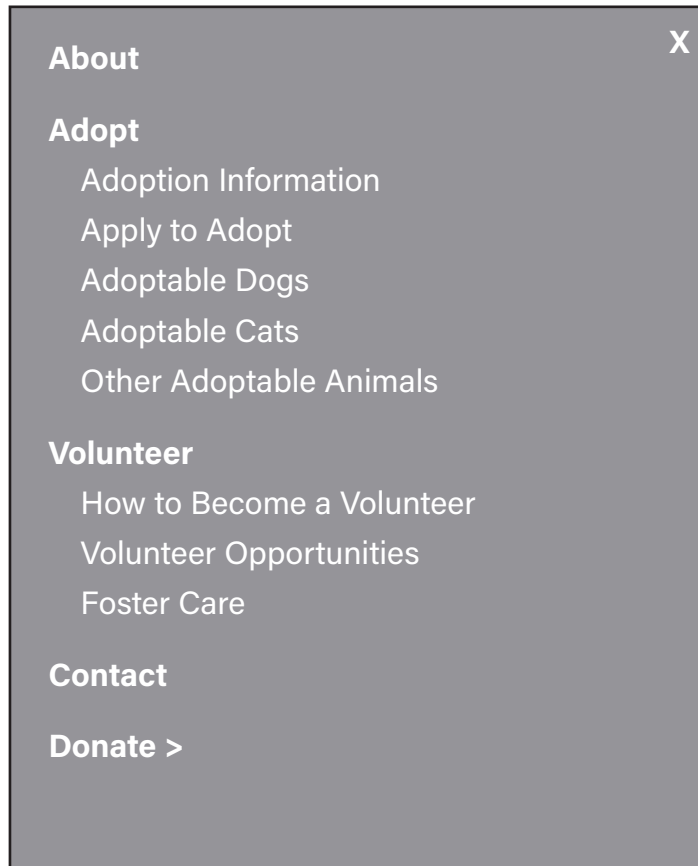 X
About
Adopt
Adoption Information
Apply to Adopt
Adoptable Dogs
Adoptable Cats
Other Adoptable Animals
Volunteer
How to Become a Volunteer
Volunteer Opportunities
Foster Care
Contact
Donate >